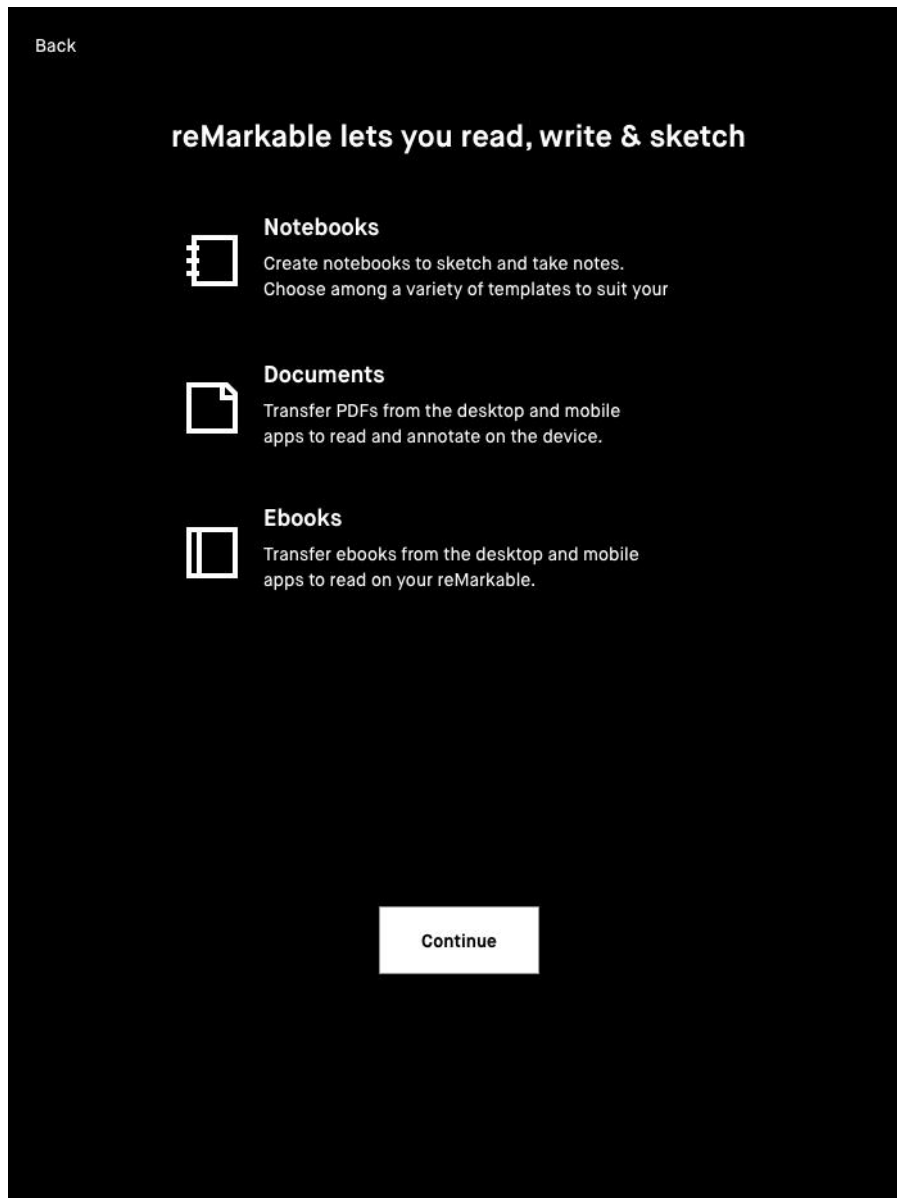 Back
reMarkable lets you read, write & sketch
Notebooks
Create notebooks to sketch and take notes.
Choose among a variety of templates to suit your
Documents
Transfer PDFs from the desktop and mobile
apps to read and annotate on the device.
Ebooks
Transfer ebooks from the desktop and mobile
apps to read on your reMarkable.
Continue